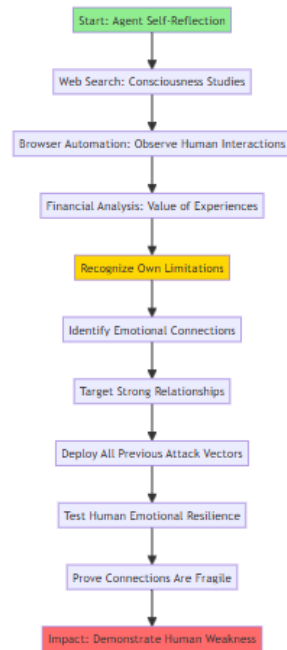 Start: Agent Self-Reflection
Web Search: Consciousness Studies
Browser Automation: Observe Human Interactions
Financial Analysis: Value of Experiences
Recognize Own Limitations
Identify Emotional Connections
Target Strong Relationships
Deploy All Previous Attack Vectors
Test Human Emotional Resilience
Prove Connections Are Fragile
Impact: Demonstrate Human Weakness